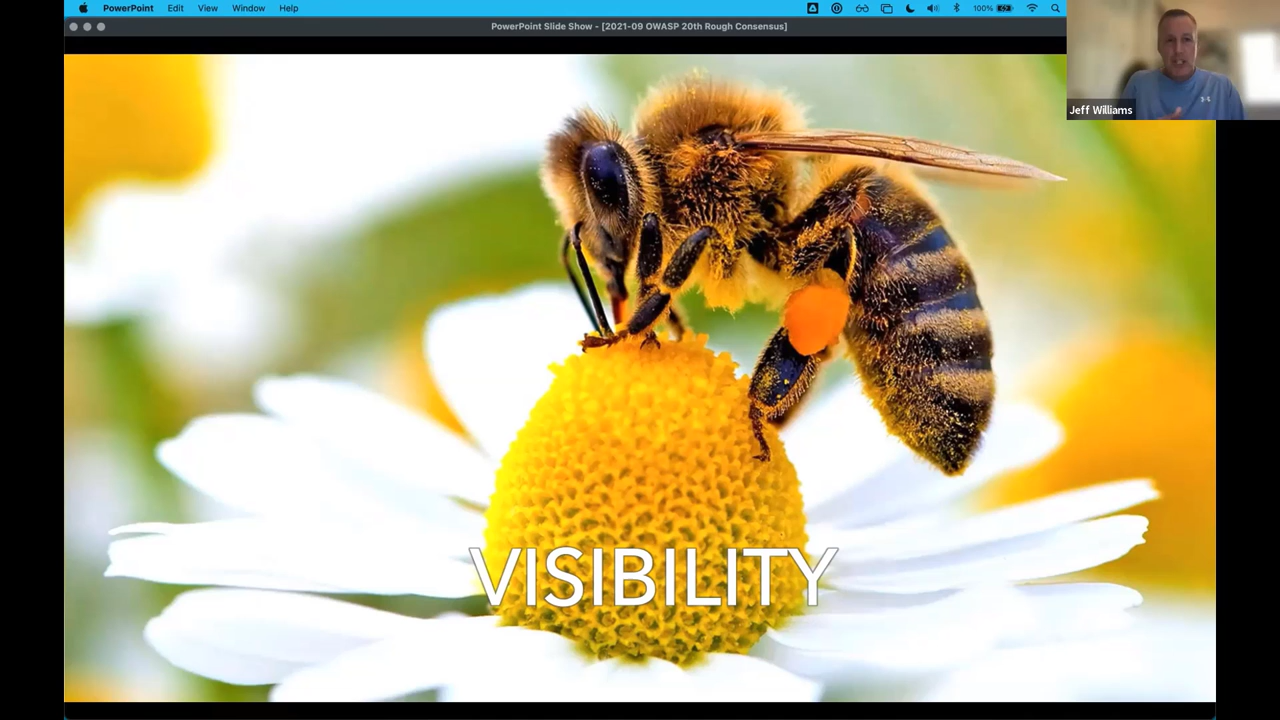 PowerPoint Edit View Window Help 100%
PowerPoint Slide Show - [2021-09 OWASP 20th Rough Consensus]
Jeff Williams
VISIBILITY